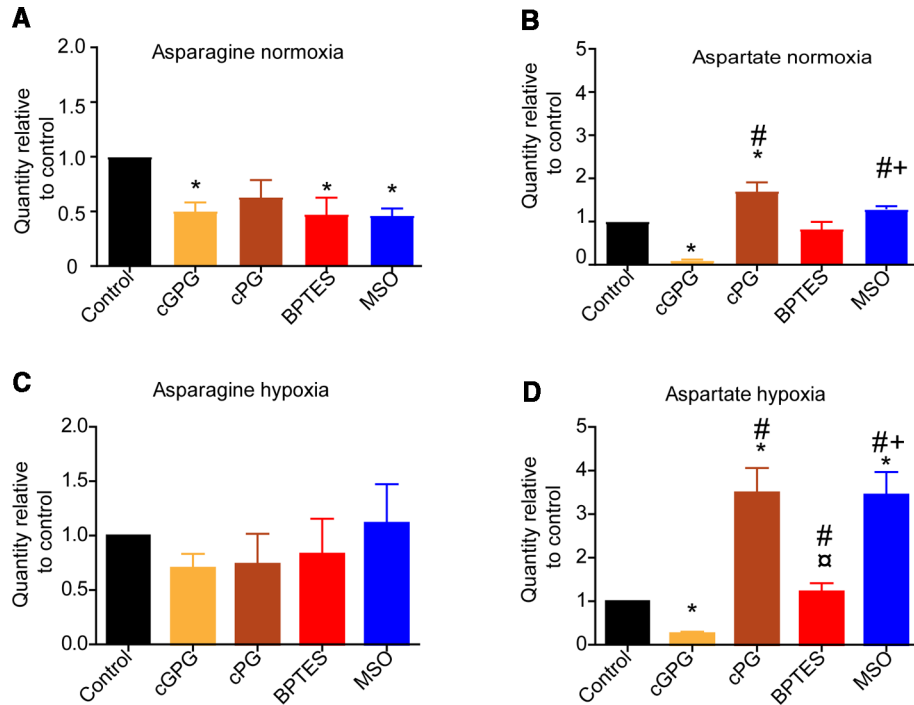 A
Asparagine normoxia
Quantity relative
to control
2.0
1.5
1.0
0.5
0
*
*
*
Control
cGPG
cPG
BPTES
MSO
B
Aspartate normoxia
Quantity relative
to control
5
4
3
2
1
0
*
#
*
#+
Control
cGPG
cPG
BPTES
MSO
C
Asparagine hypoxia
Quantity relative
to control
2.0
1.5
1.0
0.5
0.0
Control
cGPG
cPG
BPTES
MSO
D
Aspartate hypoxia
Quantity relative
to control
5
4
3
2
1
0
*
#
*
#
¤
#+
*
Control
cGPG
cPG
BPTES
MSO